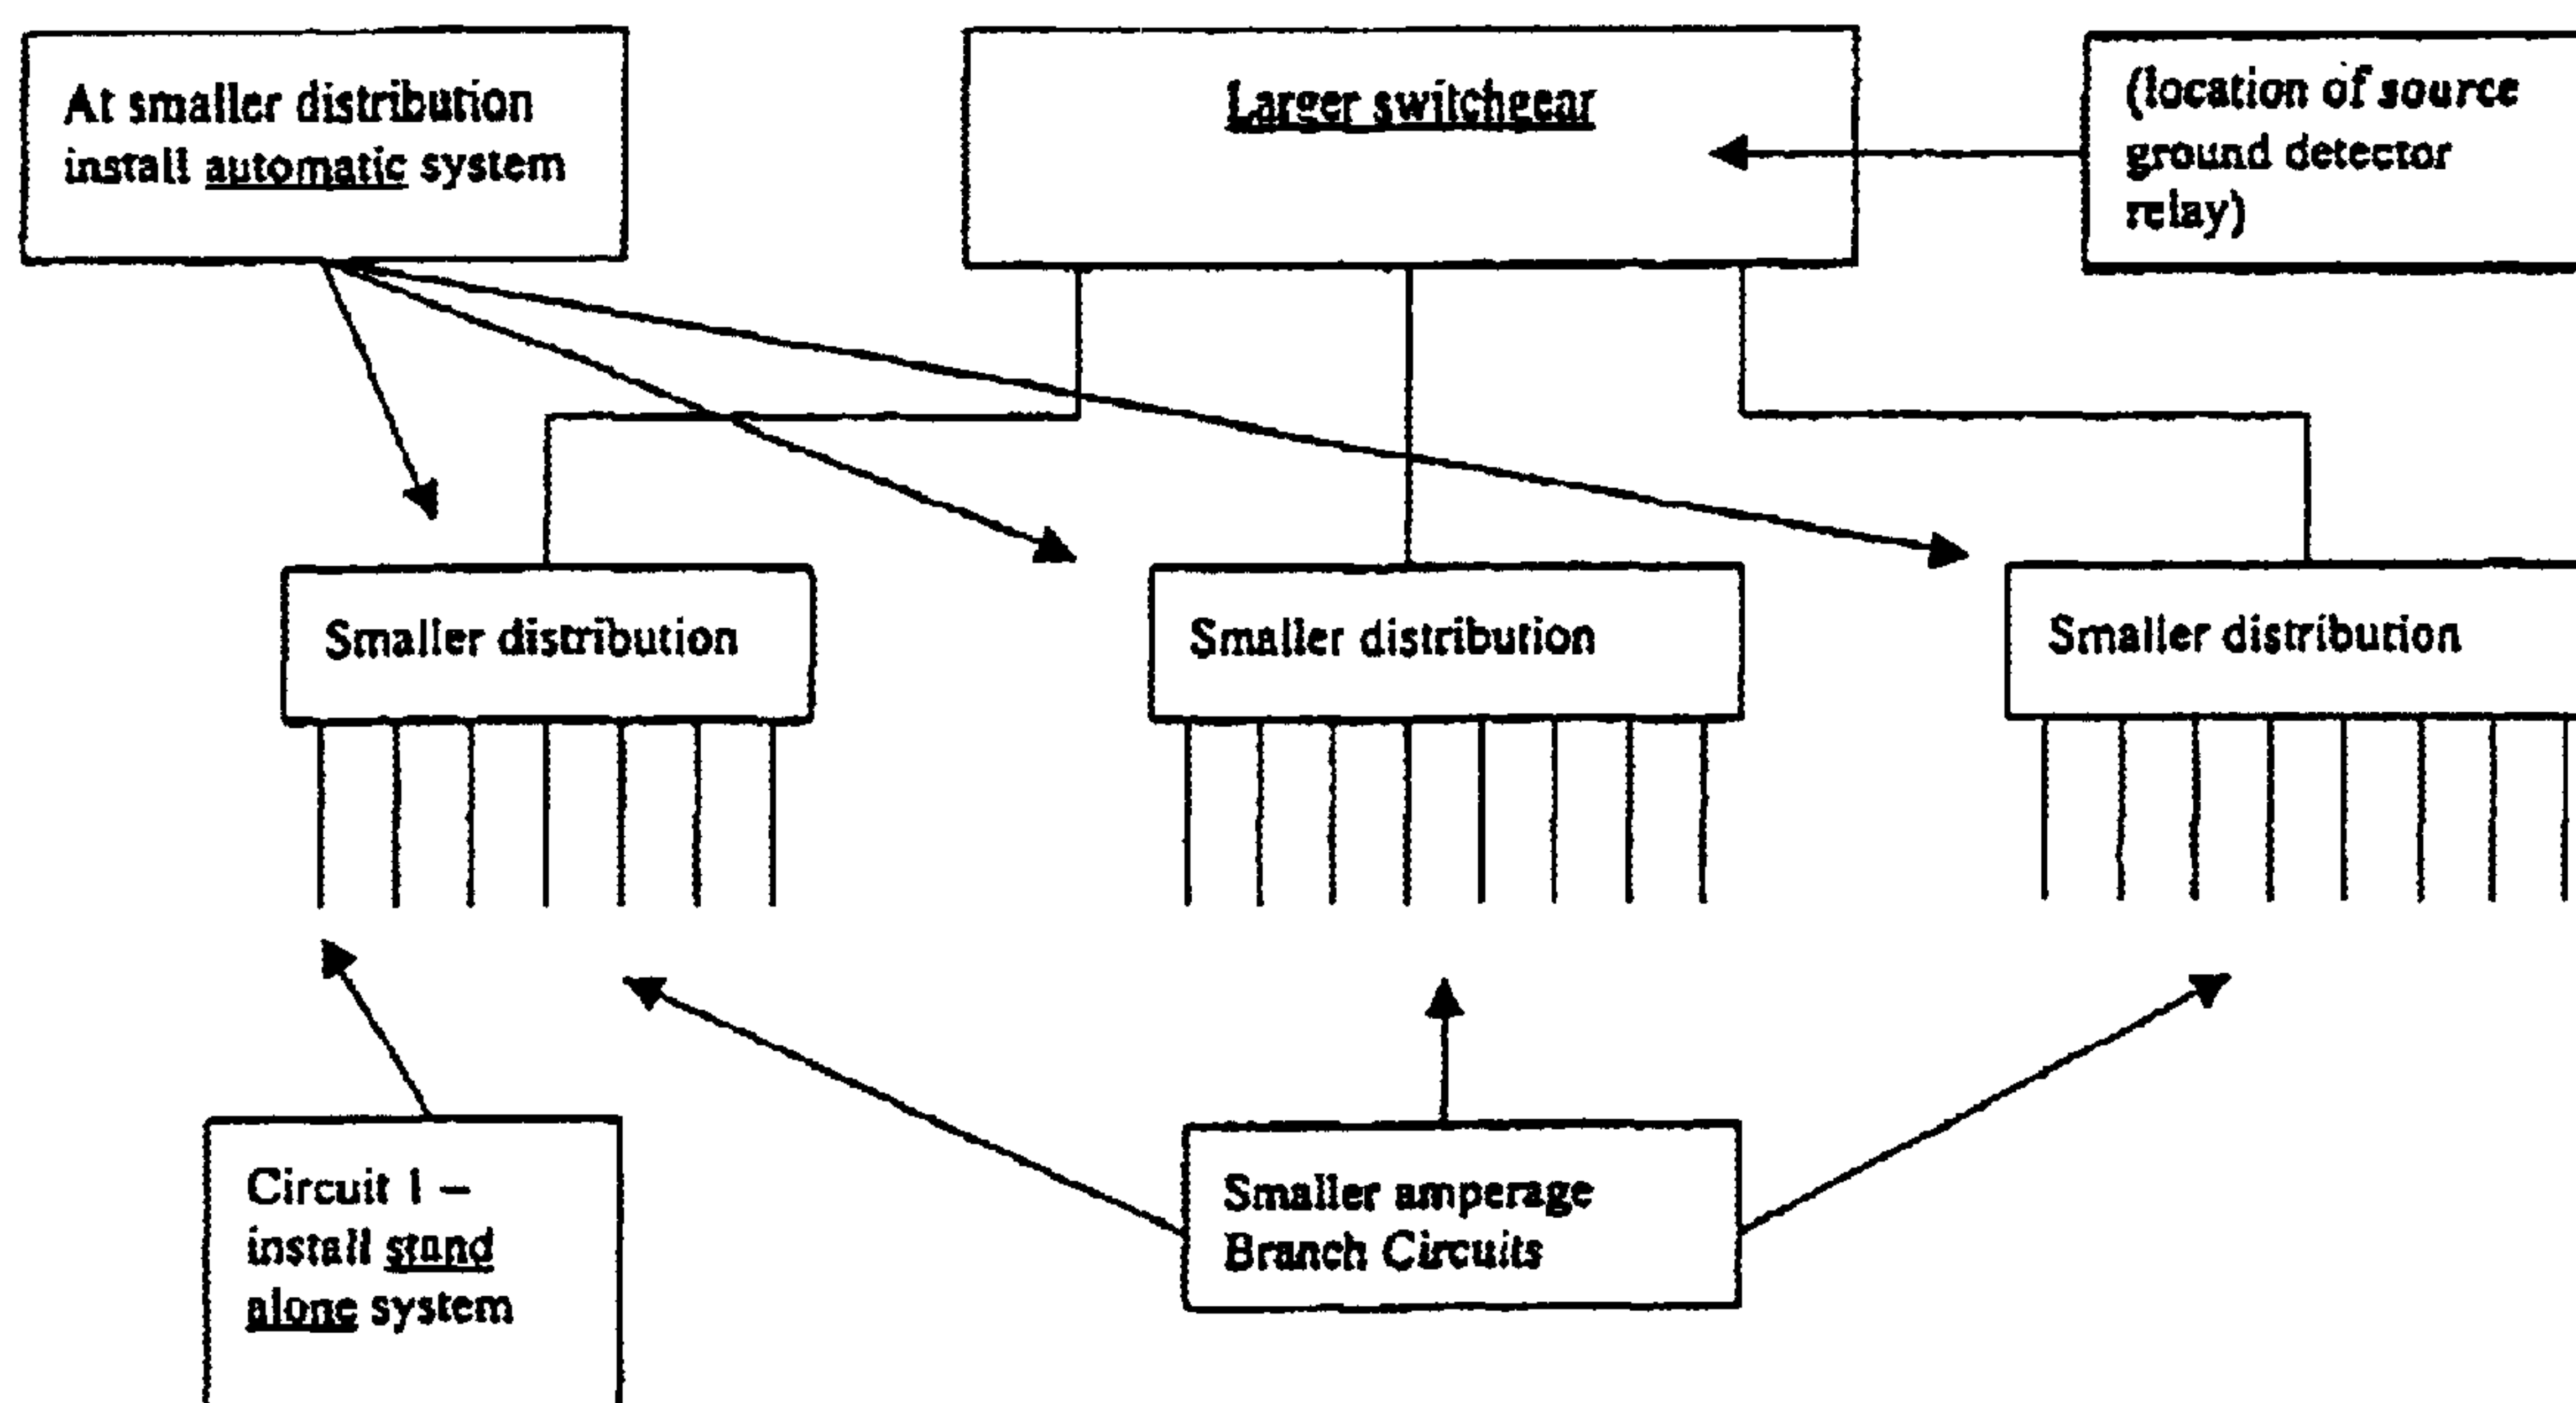 At smaller distribution
install automatic system
Larger switchgear
(location of source
ground detector
relay)
Smaller distribution
Smaller distribution
Smaller distribution
Circuit 1 –
install stand
alone system
Smaller amperage
Branch Circuits